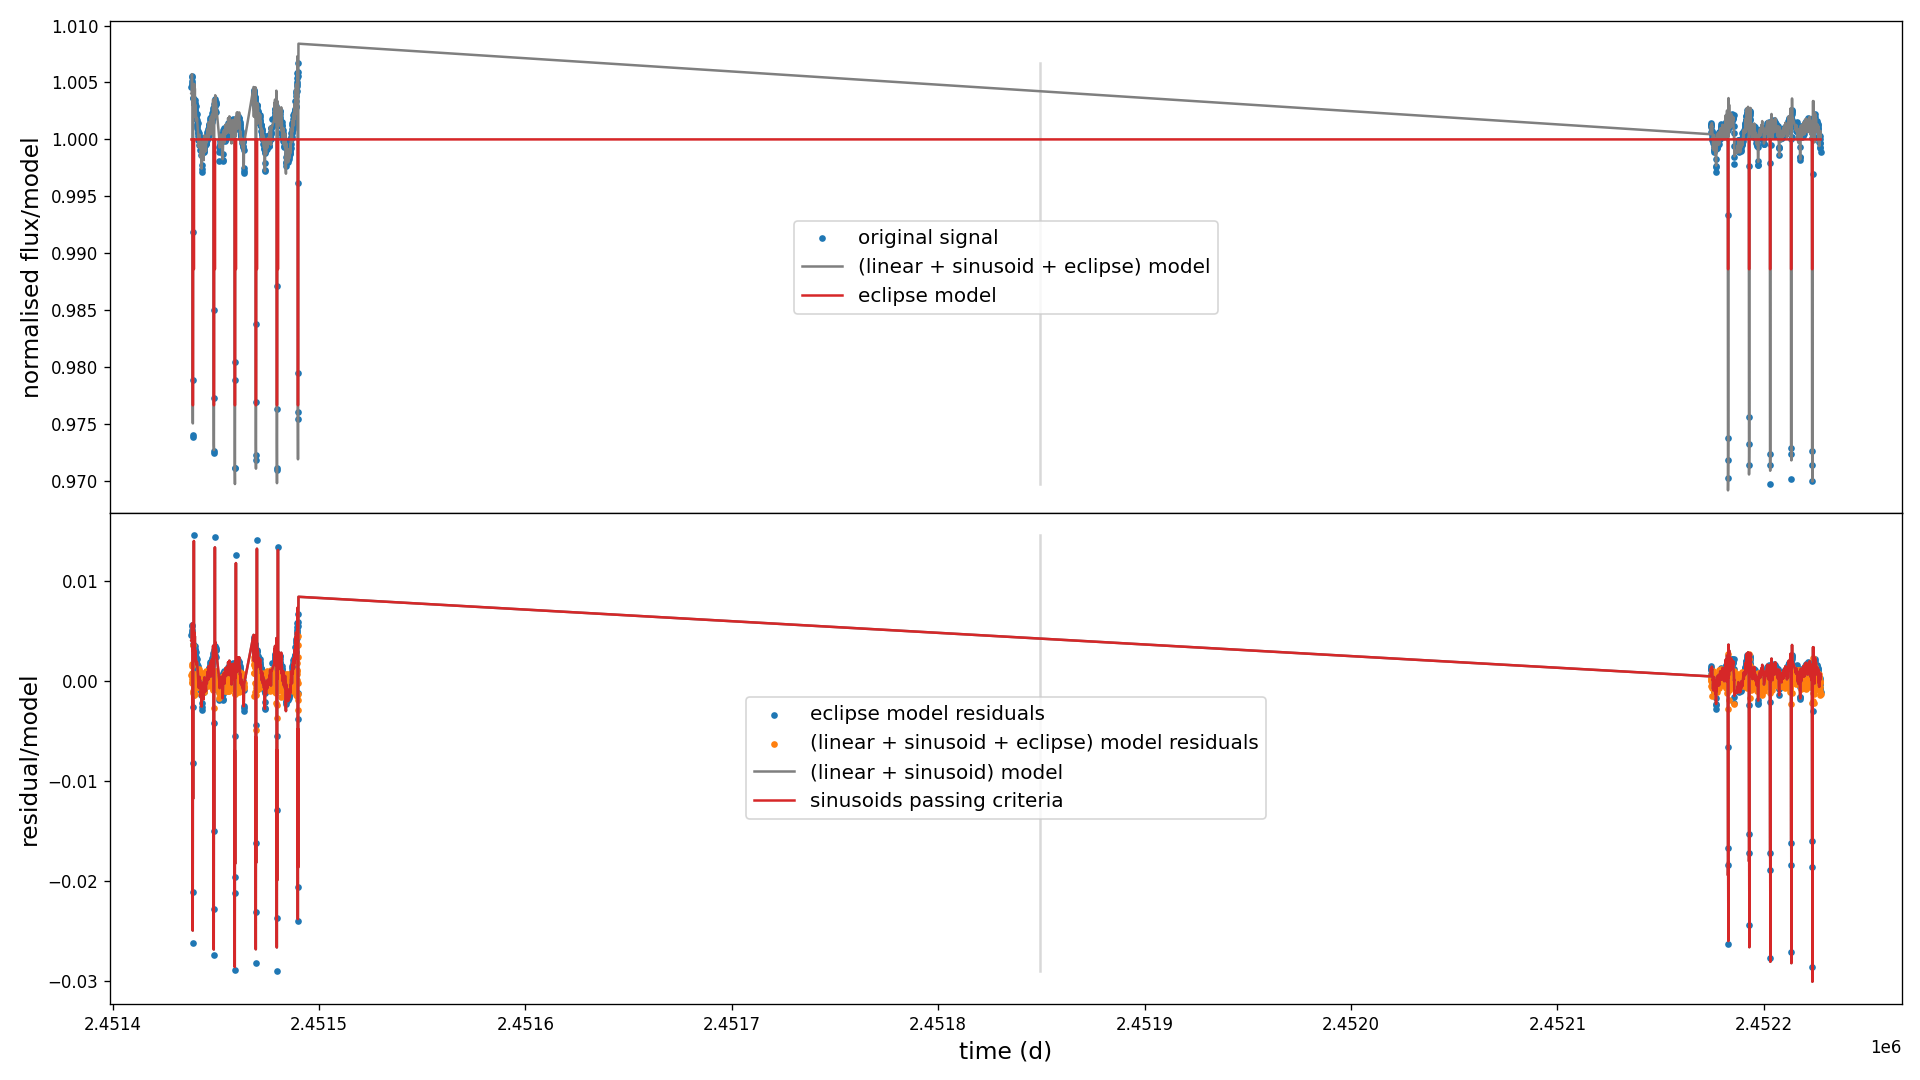 1.010
1.005
1.000
0.995
0.990
0.985
0.980
0.975
0.970
normalised flux/model
original signal
(linear + sinusoid + eclipse) model
eclipse model
0.01
0.00
−0.01
−0.02
−0.03
residual/model
eclipse model residuals
(linear + sinusoid + eclipse) model residuals
(linear + sinusoid) model
sinusoids passing criteria
2.4514 2.4515 2.4516 2.4517 2.4518 2.4519 2.4520 2.4521 2.4522
1e6
time (d)